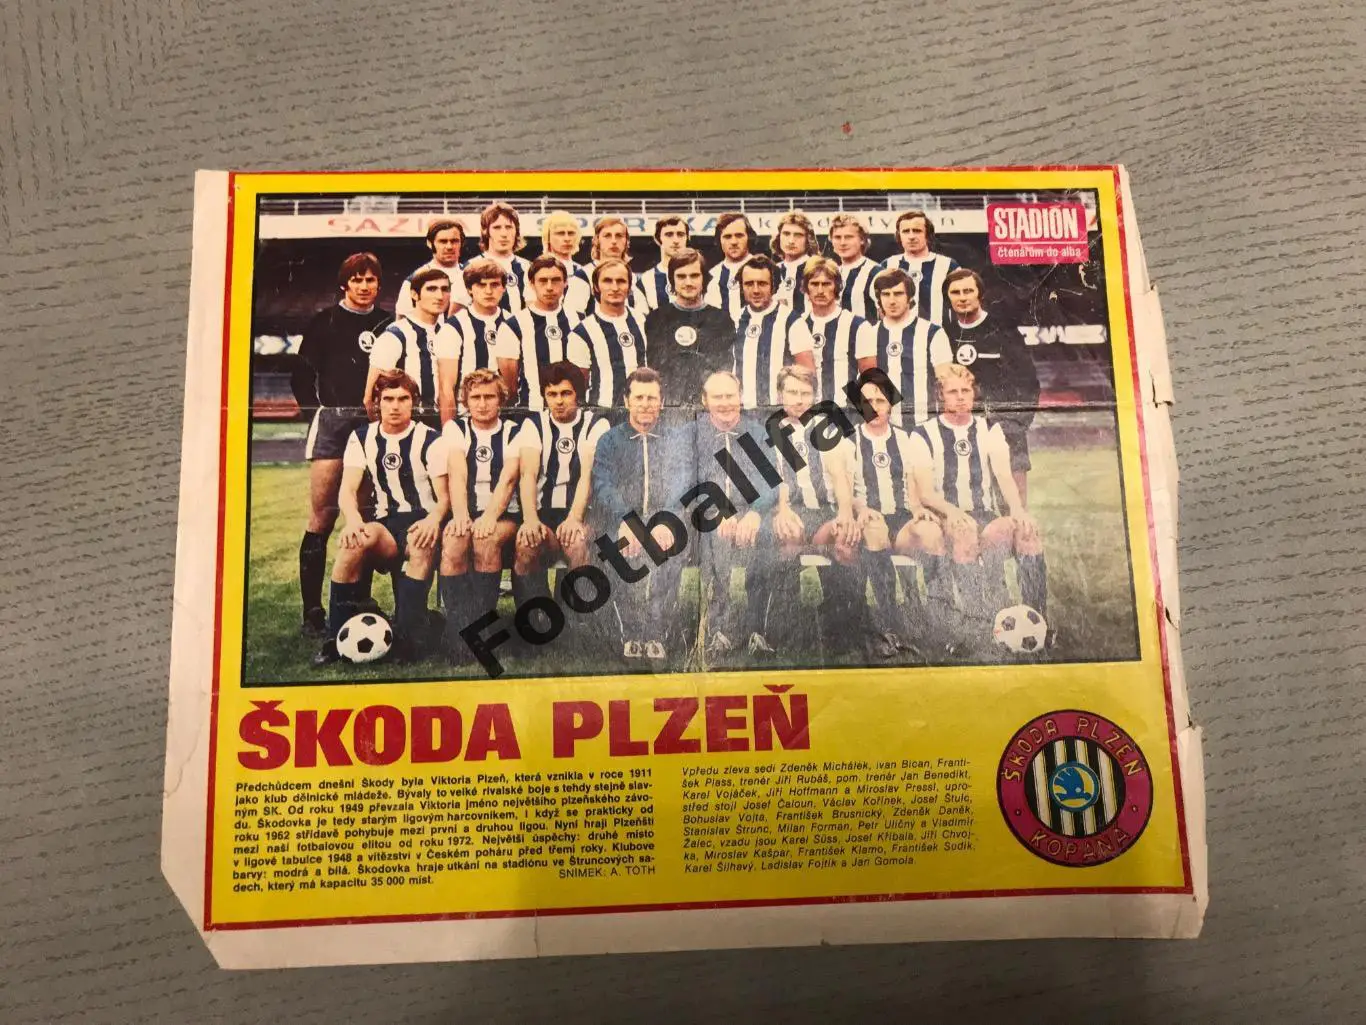 SAZKA SPORTKA
STADIÓN
čtenářům do alba
Footballfan
ŠKODA PLZEŇ
Předchůdcem dnešní Škody byla Viktoria Plzeň, která vznikla v roce 1911
jako klub dělnické mládeže. Bývaly to velké rivalské boje s tehdy stejně slav-
ným SK. Od roku 1949 převzala Viktoria jméno největšího plzeňského závo-
du. Škodovka je tedy starým ligovým harcovníkem, i když se prakticky od
roku 1962 střídavě pohybuje mezi první a druhou ligou. Nyní hrají Plzeňští
mezi naší fotbalovou elitou od roku 1972. Největší úspěchy: druhé místo
v ligové tabulce 1948 a vítězství v Českém poháru před třemi roky. Klubové
barvy: modrá a bílá. Škodovka hraje utkání na stadiónu ve Štruncových sa-
dech, který má kapacitu 35 000 míst.
SNÍMEK: A. TOTH
Vpředu zleva sedí Zdeněk Michálek, Ivan Bican, Franti-
šek Plass, trenér Jiří Rubáš, pom. trenér Jan Benedikt,
Karel Vojáček, Jiří Hoffmann a Miroslav Pressl, upro-
střed stojí Josef Čaloun, Václav Kořínek, Josef Štulc,
Bohuslav Vojta, František Brusnický, Zdeněk Daněk,
Stanislav Štrunc, Milan Forman, Petr Uličný a Vladimír
Žalec, vzadu jsou Karel Süss, Josef Kříbala, Jiří Chvoj-
ka, Miroslav Kašpar, František Klamo, František Sudík,
Karel Šilhavý, Ladislav Fojtík a Jan Gomola.
ŠKODA PLZEŇ
KOPANÁ